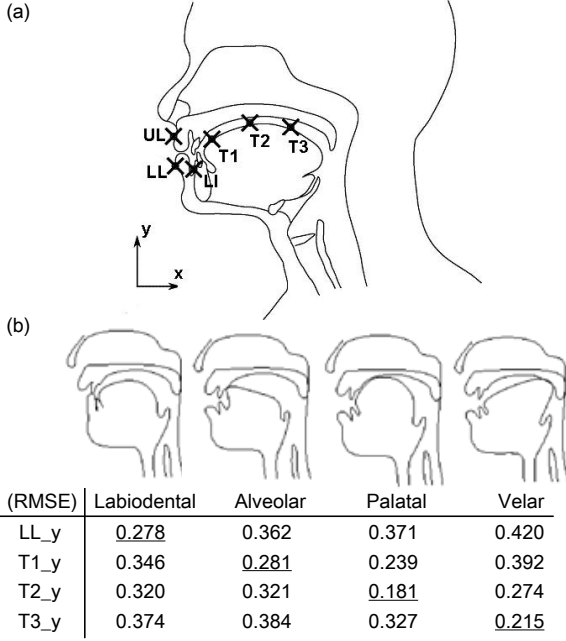 (a)
UL
T1
T2
T3
LL
LI
y
x
(b)
(RMSE) Labiodental Alveolar Palatal Velar
LL_y 0.278 0.362 0.371 0.420
T1_y 0.346 0.281 0.239 0.392
T2_y 0.320 0.321 0.181 0.274
T3_y 0.374 0.384 0.327 0.215